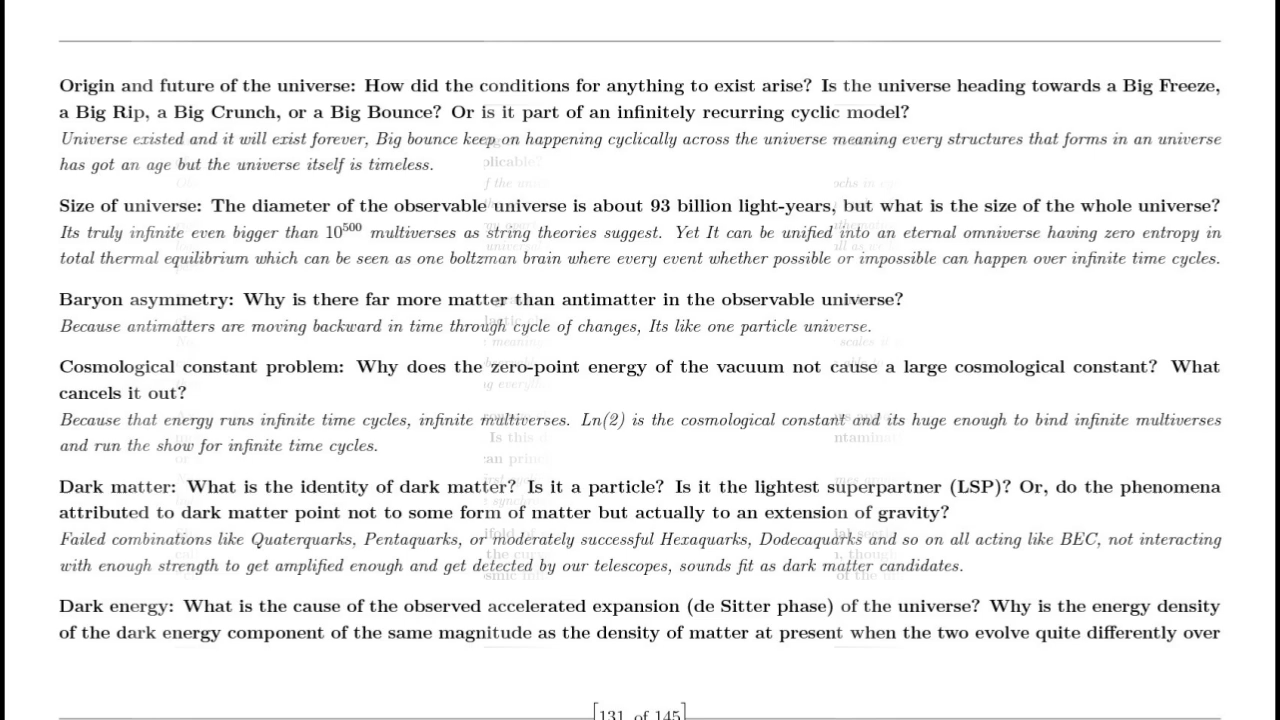 Origin and future of the universe: How did the conditions for anything to exist arise? Is the universe heading towards a Big Freeze,
a Big Rip, a Big Crunch, or a Big Bounce? Or is it part of an infinitely recurring cyclic model?
Universe existed and it will exist forever, Big bounce keep on happening cyclically across the universe meaning every structures that forms in an universe
has got an age but the universe itself is timeless.
Size of universe: The diameter of the observable universe is about 93 billion light-years, but what is the size of the whole universe?
Its truly infinite even bigger than 10^500 multiverses as string theories suggest. Yet It can be unified into an eternal omniverse having zero entropy in
total thermal equilibrium which can be seen as one boltzman brain where every event whether possible or impossible can happen over infinite time cycles.
Baryon asymmetry: Why is there far more matter than antimatter in the observable universe?
Because antimatters are moving backward in time through cycle of changes, Its like one particle universe.
Cosmological constant problem: Why does the zero-point energy of the vacuum not cause a large cosmological constant? What
cancels it out?
Because that energy runs infinite time cycles, infinite multiverses. Ln(2) is the cosmological constant and its huge enough to bind infinite multiverses
and run the show for infinite time cycles.
Dark matter: What is the identity of dark matter? Is it a particle? Is it the lightest superpartner (LSP)? Or, do the phenomena
attributed to dark matter point not to some form of matter but actually to an extension of gravity?
Failed combinations like Quaterquarks, Pentaquarks, or moderately successful Hexaquarks, Dodecaquarks and so on all acting like BEC, not interacting
with enough strength to get amplified enough and get detected by our telescopes, sounds fit as dark matter candidates.
Dark energy: What is the cause of the observed accelerated expansion (de Sitter phase) of the universe? Why is the energy density
of the dark energy component of the same magnitude as the density of matter at present when the two evolve quite differently over
[131 of 145]